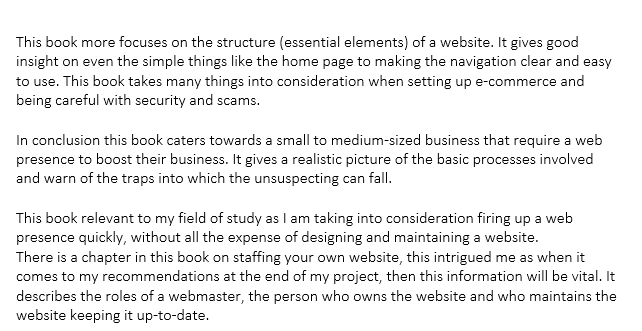 This book more focuses on the structure (essential elements) of a website. It gives good
insight on even the simple things like the home page to making the navigation clear and easy
to use. This book takes many things into consideration when setting up e-commerce and
being careful with security and scams.
In conclusion this book caters towards a small to medium-sized business that require a web
presence to boost their business. It gives a realistic picture of the basic processes involved
and warn of the traps into which the unsuspecting can fall.
This book relevant to my field of study as I am taking into consideration firing up a web
presence quickly, without all the expense of designing and maintaining a website.
There is a chapter in this book on staffing your own website, this intrigued me as when it
comes to my recommendations at the end of my project, then this information will be vital. It
describes the roles of a webmaster, the person who owns the website and who maintains the
website keeping it up-to-date.